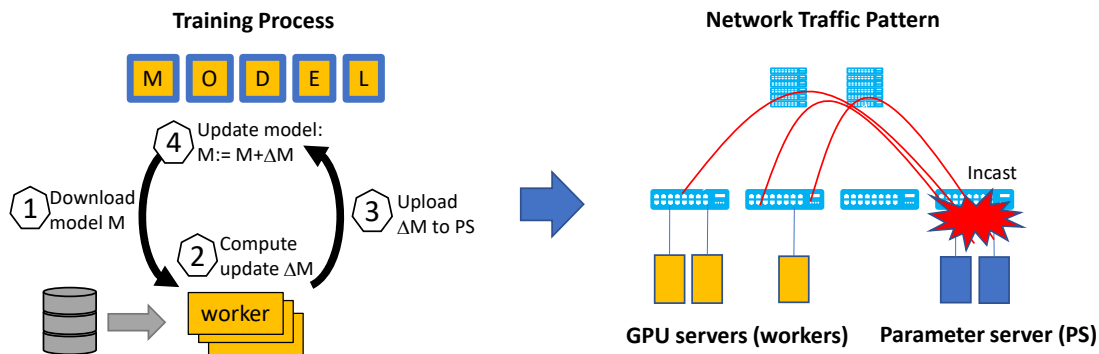 Training Process
M O D E L
4 Update model:
M:= M+ΔM
1 Download
model M
3 Upload
ΔM to PS
2 Compute
update ΔM
worker
Network Traffic Pattern
Incast
GPU servers (workers)
Parameter server (PS)